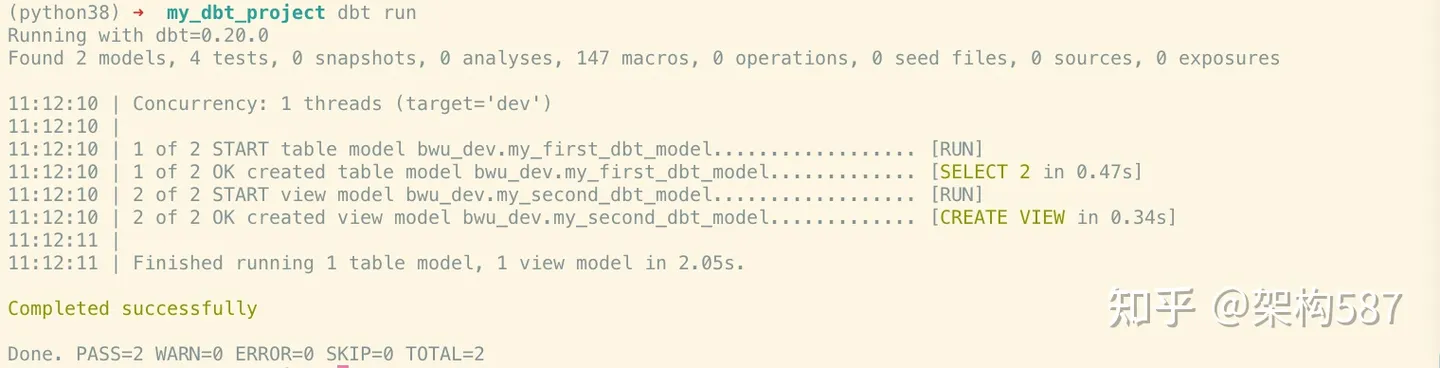 (python38) → my_dbt_project dbt run
Running with dbt=0.20.0
Found 2 models, 4 tests, 0 snapshots, 0 analyses, 147 macros, 0 operations, 0 seed files, 0 sources, 0 exposures
11:12:10 | Concurrency: 1 threads (target='dev')
11:12:10 |
11:12:10 | 1 of 2 START table model bwu_dev.my_first_dbt_model.................. [RUN]
11:12:10 | 1 of 2 OK created table model bwu_dev.my_first_dbt_model............. [SELECT 2 in 0.47s]
11:12:10 | 2 of 2 START view model bwu_dev.my_second_dbt_model.................. [RUN]
11:12:10 | 2 of 2 OK created view model bwu_dev.my_second_dbt_model............. [CREATE VIEW in 0.34s]
11:12:11 |
11:12:11 | Finished running 1 table model, 1 view model in 2.05s.
Completed successfully
知乎 @架构587
Done. PASS=2 WARN=0 ERROR=0 SKIP=0 TOTAL=2